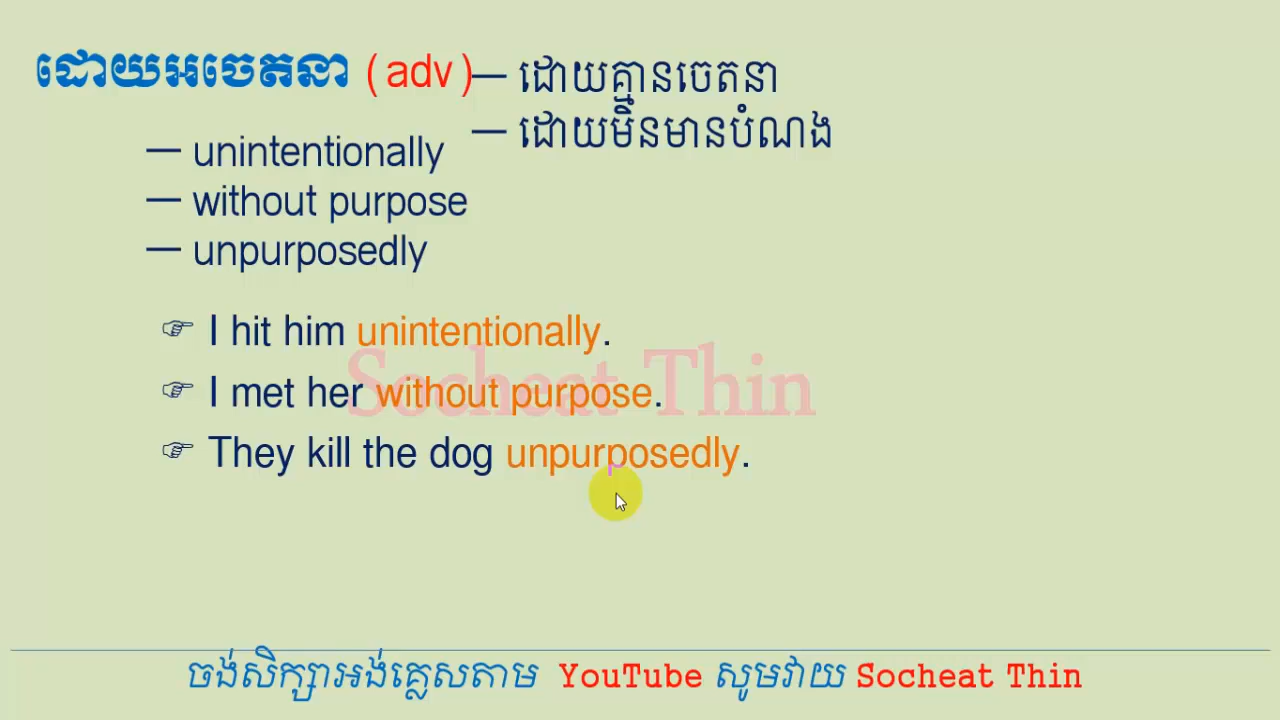 ដោយអចេតនា (adv) — ដោយគ្មានចេតនា
— ដោយមិនមានបំណង
— unintentionally
— without purpose
— unpurposedly
☞ I hit him unintentionally.
☞ I met her without purpose.
☞ They kill the dog unpurposedly.
Socheat Thin
ចង់សិក្សាអង់គ្លេសតាម YouTube សូមវាយ Socheat Thin